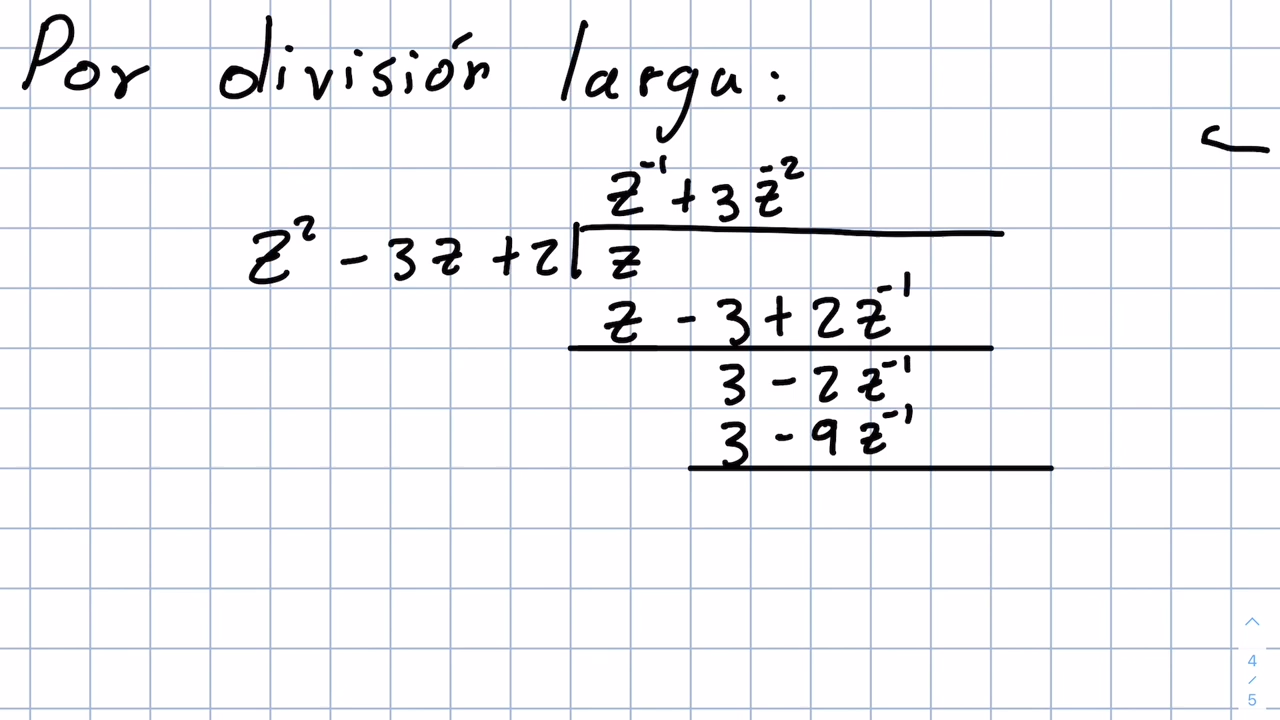 Por división larga:
z⁻¹ + 3z⁻²
z² - 3z + 2 z
z - 3 + 2z⁻¹
3 - 2z⁻¹
3 - 9z⁻¹
4
/
5